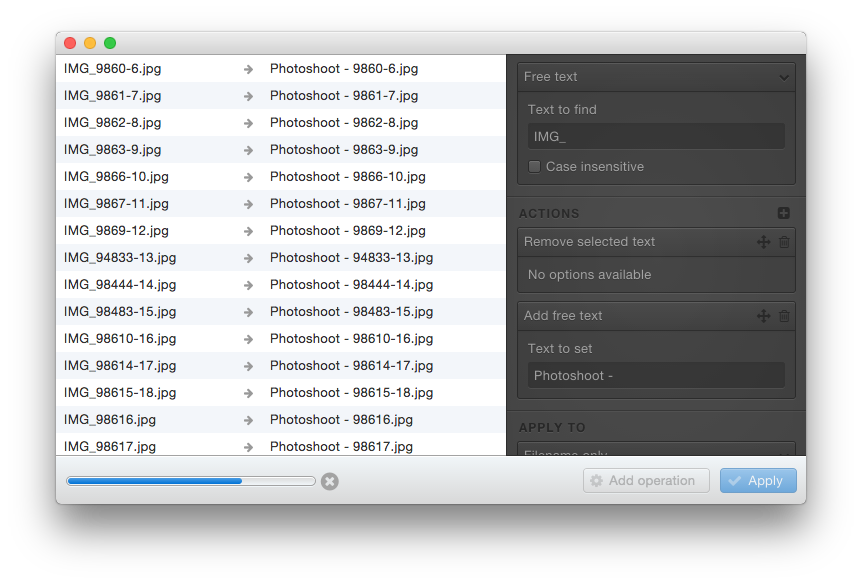 IMG_9860-6.jpg Photoshoot - 9860-6.jpg
IMG_9861-7.jpg Photoshoot - 9861-7.jpg
IMG_9862-8.jpg Photoshoot - 9862-8.jpg
IMG_9863-9.jpg Photoshoot - 9863-9.jpg
IMG_9866-10.jpg Photoshoot - 9866-10.jpg
IMG_9867-11.jpg Photoshoot - 9867-11.jpg
IMG_9869-12.jpg Photoshoot - 9869-12.jpg
IMG_94833-13.jpg Photoshoot - 94833-13.jpg
IMG_98444-14.jpg Photoshoot - 98444-14.jpg
IMG_98483-15.jpg Photoshoot - 98483-15.jpg
IMG_98610-16.jpg Photoshoot - 98610-16.jpg
IMG_98614-17.jpg Photoshoot - 98614-17.jpg
IMG_98615-18.jpg Photoshoot - 98615-18.jpg
IMG_98616.jpg Photoshoot - 98616.jpg
IMG_98617.jpg Photoshoot - 98617.jpg
Free text
Text to find
IMG_
Case insensitive
ACTIONS
Remove selected text
No options available
Add free text
Text to set
Photoshoot -
APPLY TO
Filename only
Add operation
Apply